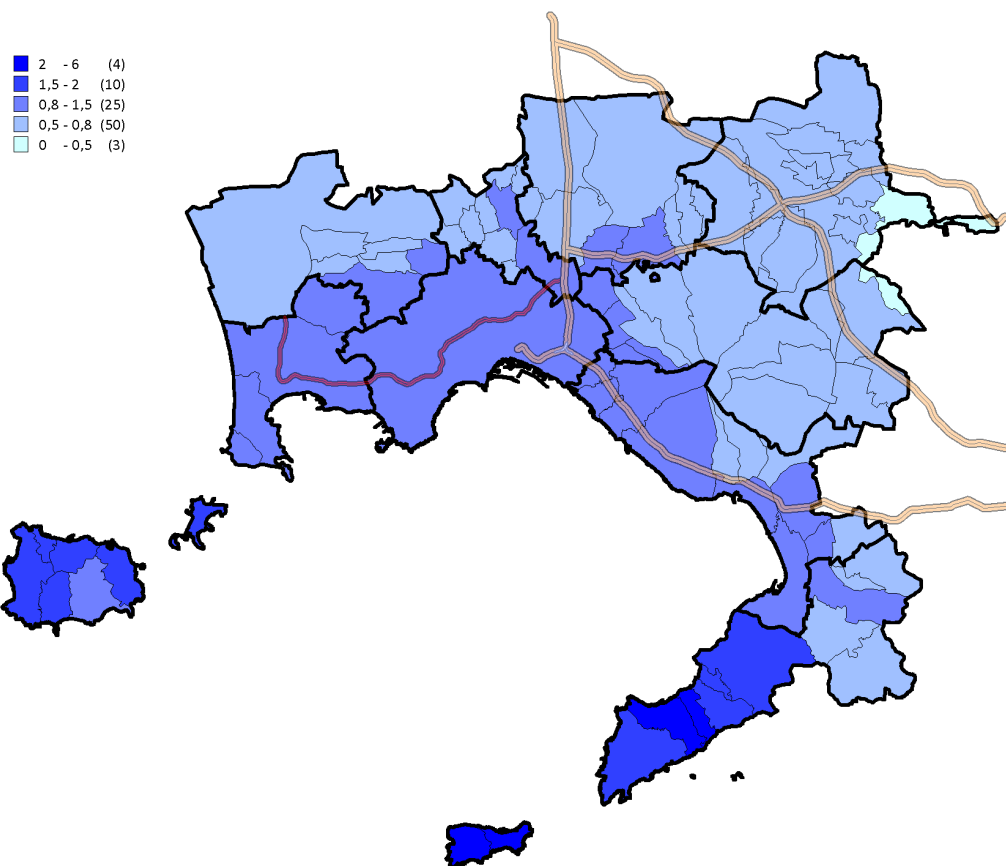 2 - 6 (4)
1,5 - 2 (10)
0,8 - 1,5 (25)
0,5 - 0,8 (50)
0 - 0,5 (3)